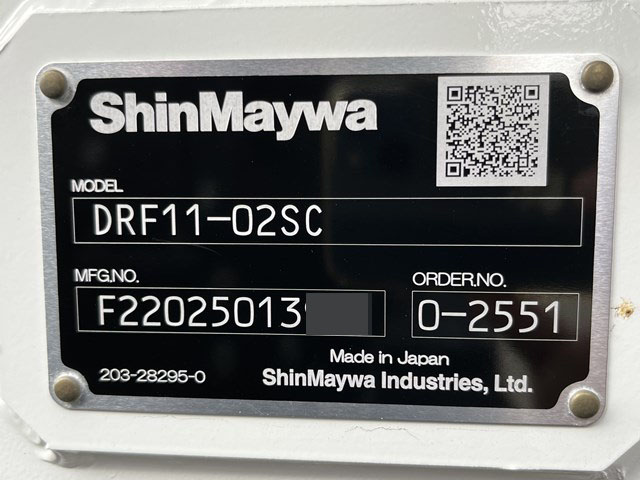 ShinMaywa
MODEL
DRF11-02SC
MFG.NO.
ORDER.NO.
F22025013
0-2551
Made in Japan
203-28295-0
ShinMaywa Industries, Ltd.